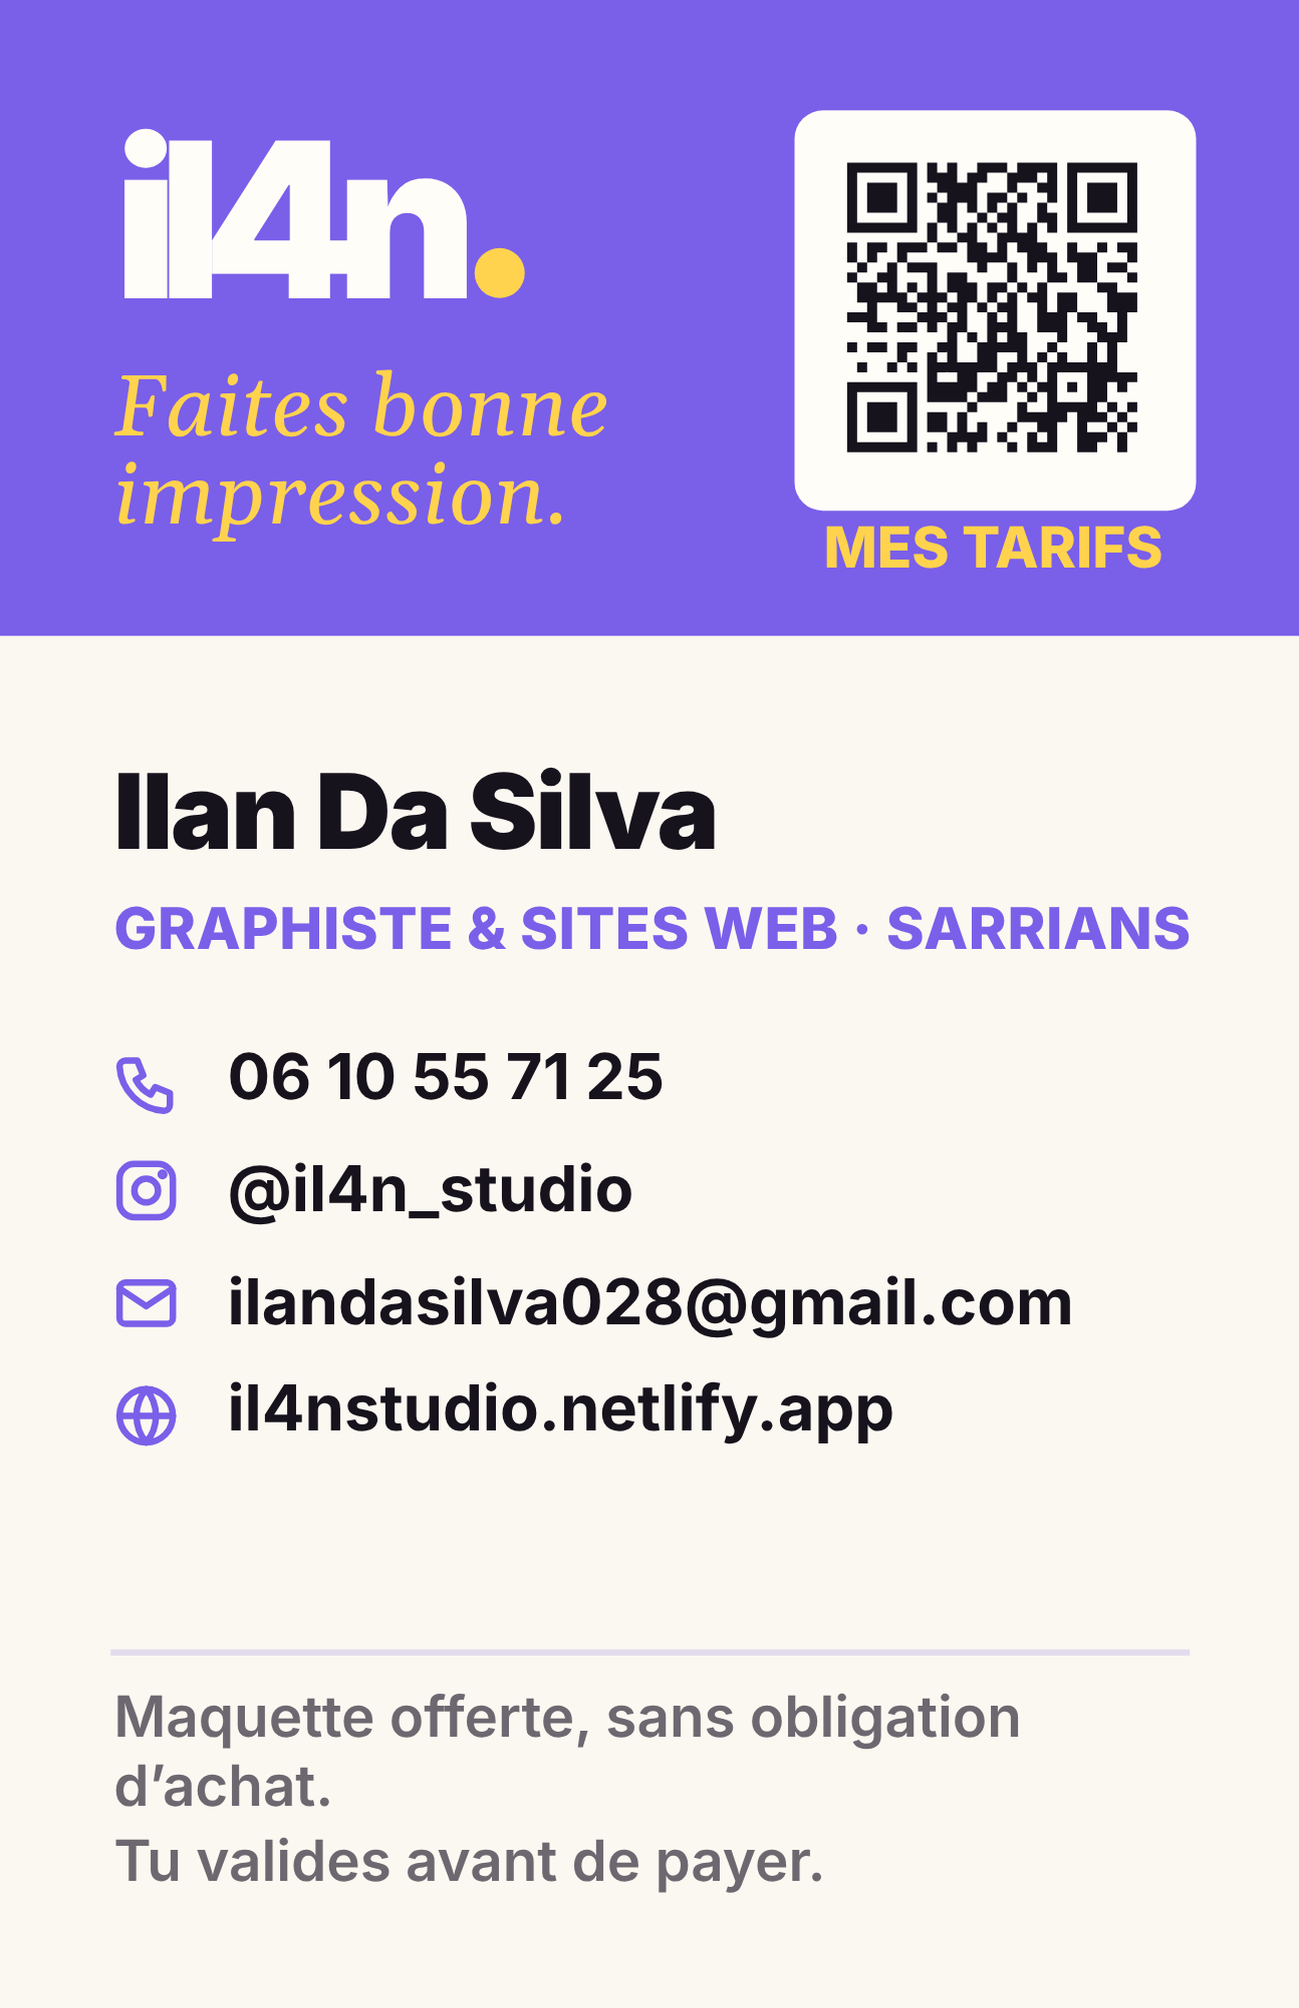 il4n.
Faites bonne
impression.
MES TARIFS
Ilan Da Silva
GRAPHISTE & SITES WEB · SARRIANS
06 10 55 71 25
@il4n_studio
ilandasilva028@gmail.com
il4nstudio.netlify.app
Maquette offerte, sans obligation
d’achat.
Tu valides avant de payer.